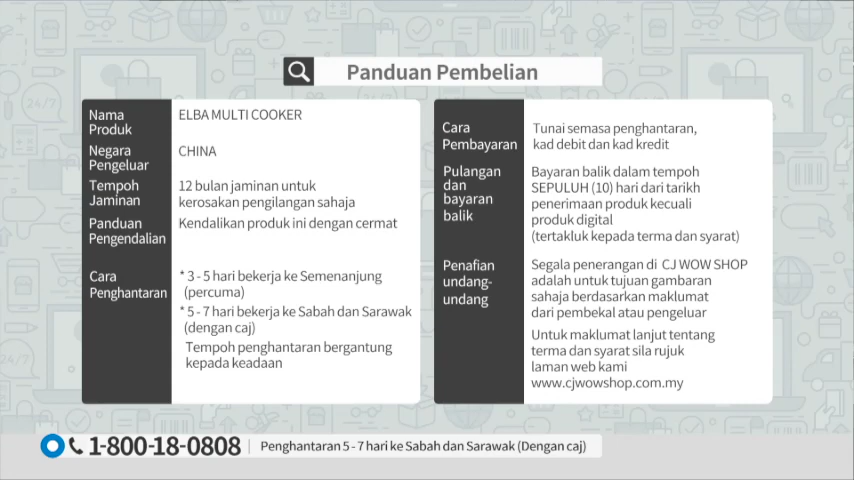 Panduan Pembelian
Nama
Produk
ELBA MULTI COOKER
Negara
Pengeluar
CHINA
Tempoh
Jaminan
12 bulan jaminan untuk
kerosakan pengilangan sahaja
Panduan
Pengendalian
Kendalikan produk ini dengan cermat
Cara
Penghantaran
* 3 - 5 hari bekerja ke Semenanjung
(percuma)
* 5 - 7 hari bekerja ke Sabah dan Sarawak
(dengan caj)
Tempoh penghantaran bergantung
kepada keadaan
Cara
Pembayaran
Tunai semasa penghantaran,
kad debit dan kad kredit
Pulangan
dan
bayaran
balik
Bayaran balik dalam tempoh
SEPULUH (10) hari dari tarikh
penerimaan produk kecuali
produk digital
(tertakluk kepada terma dan syarat)
Penafian
undang-
undang
Segala penerangan di CJ WOW SHOP
adalah untuk tujuan gambaran
sahaja berdasarkan maklumat
dari pembekal atau pengeluar
Untuk maklumat lanjut tentang
terma dan syarat sila rujuk
laman web kami
www.cjwowshop.com.my
1-800-18-0808 | Penghantaran 5 - 7 hari ke Sabah dan Sarawak (Dengan caj)
24/7
24/7